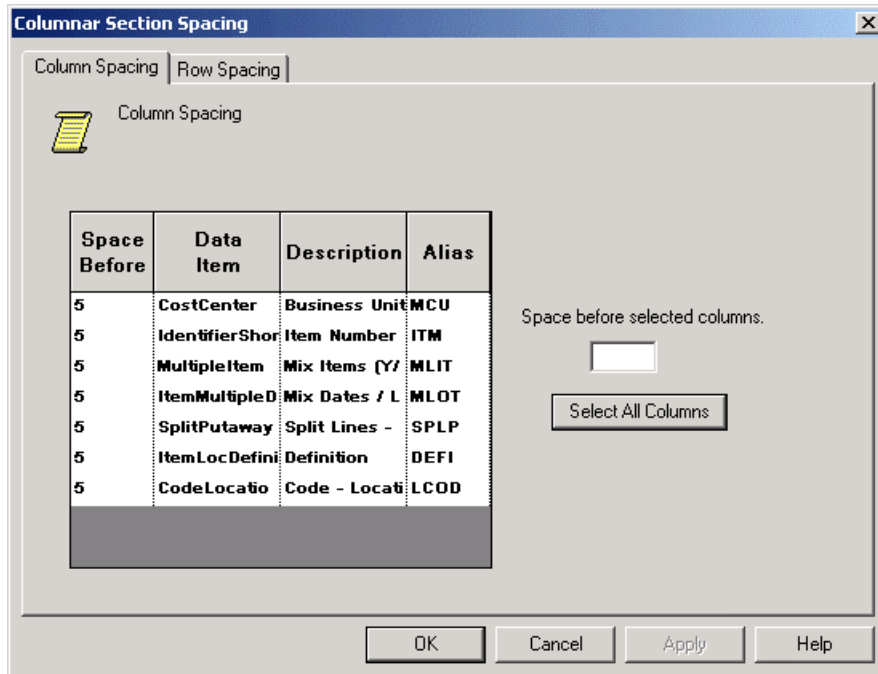 Columnar Section Spacing
Column Spacing Row Spacing
Column Spacing
Space Before Data Item Description Alias
5 CostCenter Business Unit MCU
5 IdentifierShor Item Number ITM
5 MultipleItem Mix Items (Y/ MLIT
5 ItemMultipleD Mix Dates / L MLOT
5 SplitPutaway Split Lines - SPLP
5 ItemLocDefini Definition DEFI
5 CodeLocatio Code - Locati LCOD
Space before selected columns.
Select All Columns
OK Cancel Apply Help